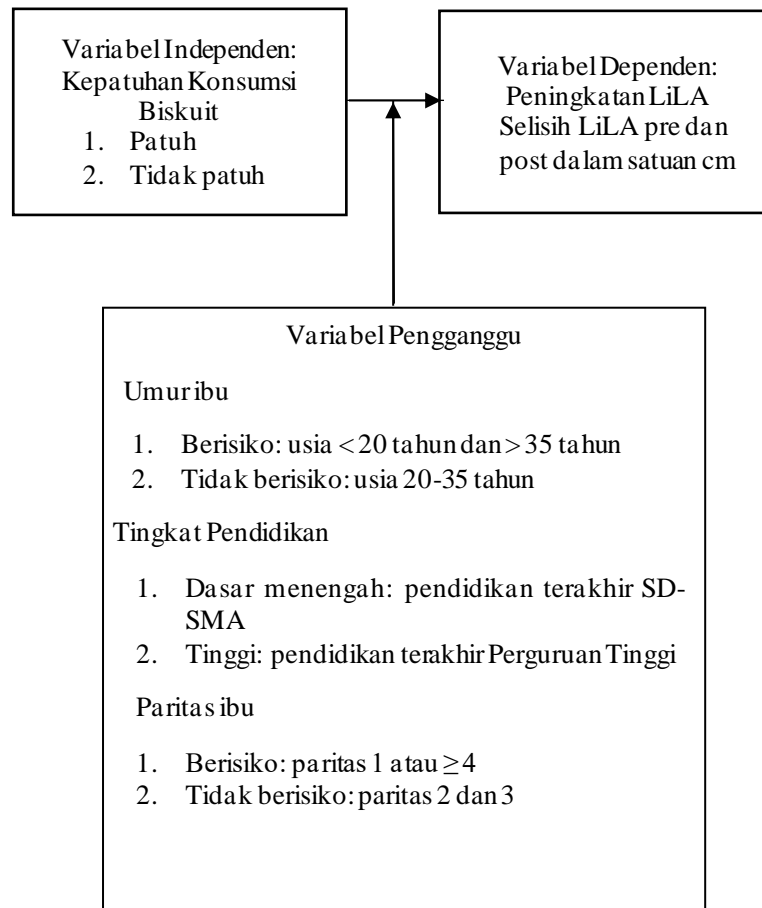 Variabel Independen:
Kepatuhan Konsumsi
Biskuit
1. Patuh
2. Tidak patuh
Variabel Dependen:
Peningkatan LiLA
Selisih LiLA pre dan
post dalam satuan cm
Variabel Pengganggu
Umur ibu
1. Berisiko: usia <20 tahun dan >35 tahun
2. Tidak berisiko: usia 20-35 tahun
Tingkat Pendidikan
1. Dasar menengah: pendidikan terakhir SD-
SMA
2. Tinggi: pendidikan terakhir Perguruan Tinggi
Paritas ibu
1. Berisiko: paritas 1 atau ≥4
2. Tidak berisiko: paritas 2 dan 3